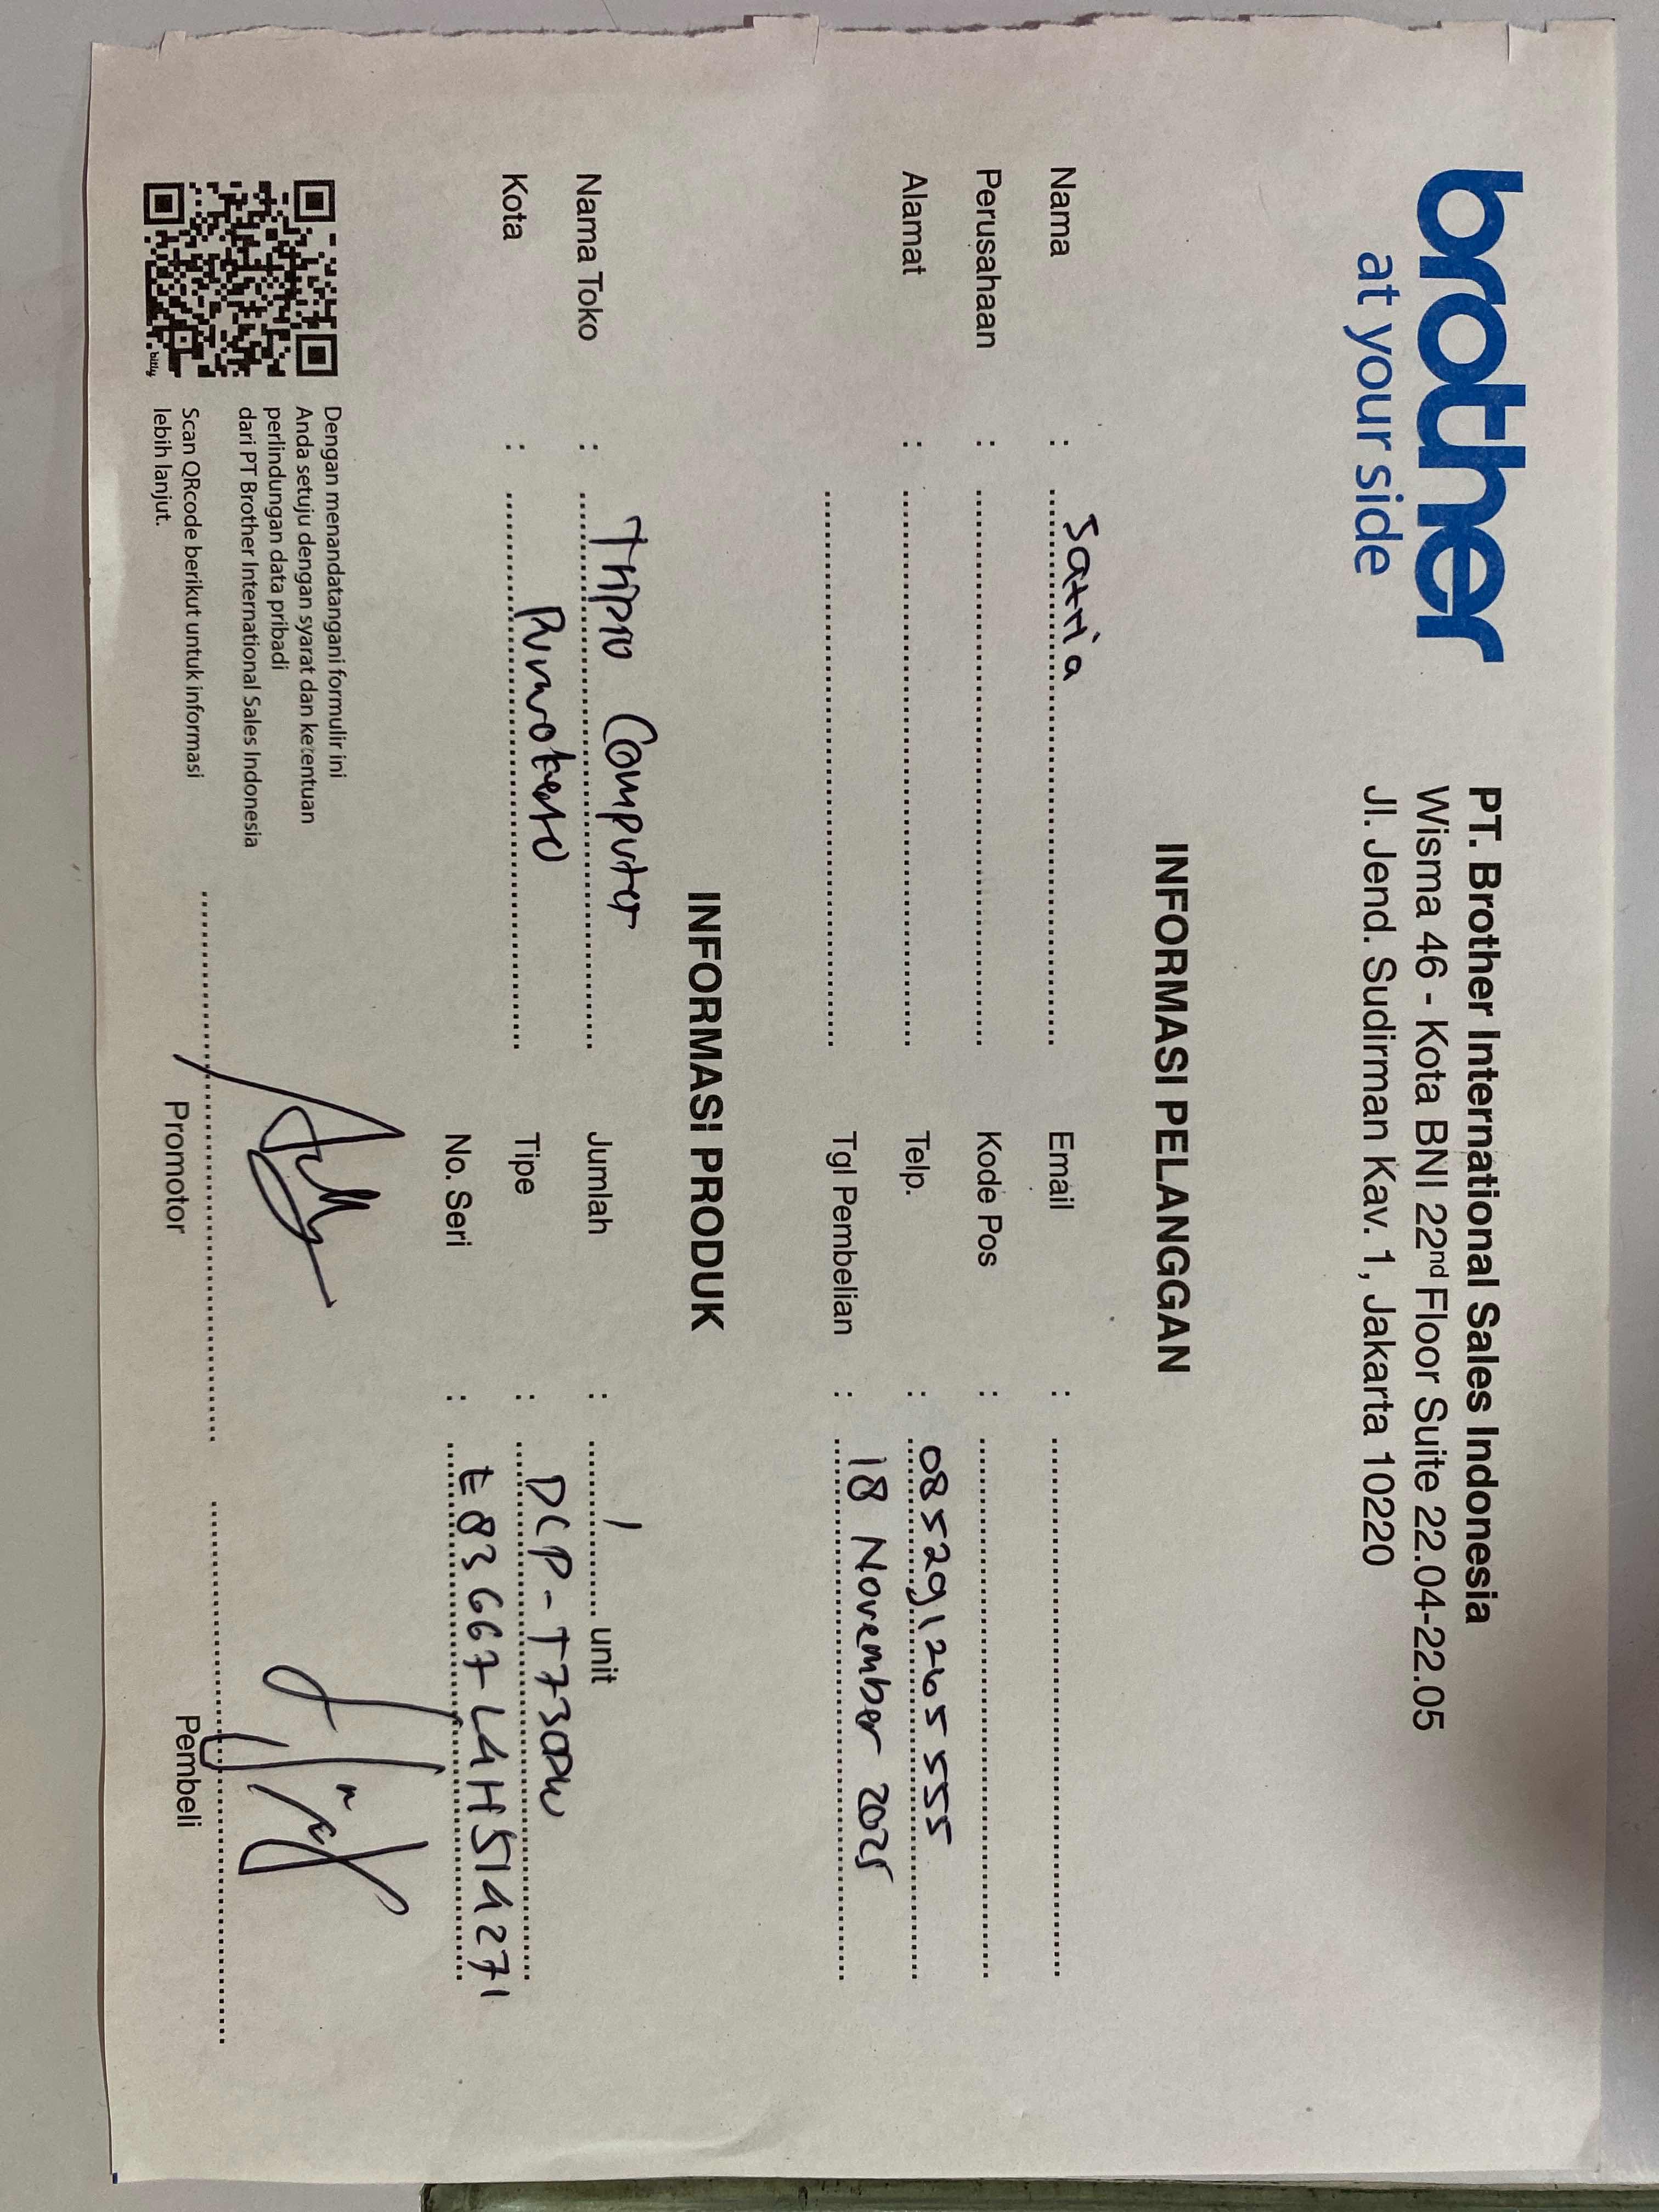 brother
at your side
PT. Brother International Sales Indonesia
Wisma 46 - Kota BNI 22nd Floor Suite 22.04-22.05
Jl. Jend. Sudirman Kav. 1, Jakarta 10220
INFORMASI PELANGGAN
Nama : Satria Email :
Perusahaan : Kode Pos :
Alamat : Telp. : 085291265555
Tgl Pembelian : 18 November 2025
INFORMASI PRODUK
Nama Toko : Thpro Computer Jumlah : 1 unit
Kota : Purwokerto Tipe : DCP-T730DW
No. Seri : E83667L4H514271
Dengan menandatangani formulir ini
Anda setuju dengan syarat dan ketentuan
perlindungan data pribadi
dari PT Brother International Sales Indonesia
Scan QRcode berikut untuk informasi
lebih lanjut.
bitly
Promotor Pembeli